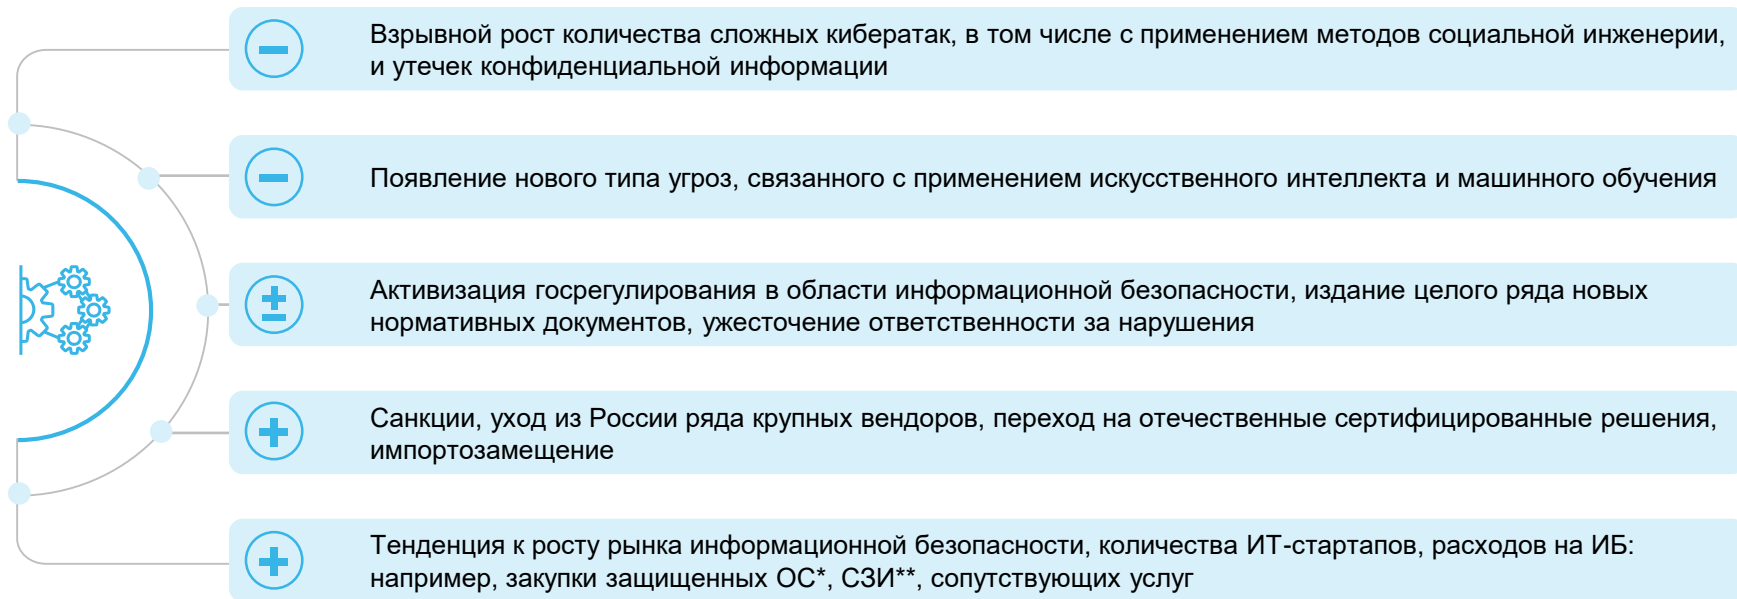 Взрывной рост количества сложных кибератак, в том числе с применением методов социальной инженерии,
и утечек конфиденциальной информации
Появление нового типа угроз, связанного с применением искусственного интеллекта и машинного обучения
Активизация госрегулирования в области информационной безопасности, издание целого ряда новых
нормативных документов, ужесточение ответственности за нарушения
Санкции, уход из России ряда крупных вендоров, переход на отечественные сертифицированные решения,
импортозамещение
Тенденция к росту рынка информационной безопасности, количества ИТ-стартапов, расходов на ИБ:
например, закупки защищенных ОС*, СЗИ**, сопутствующих услуг